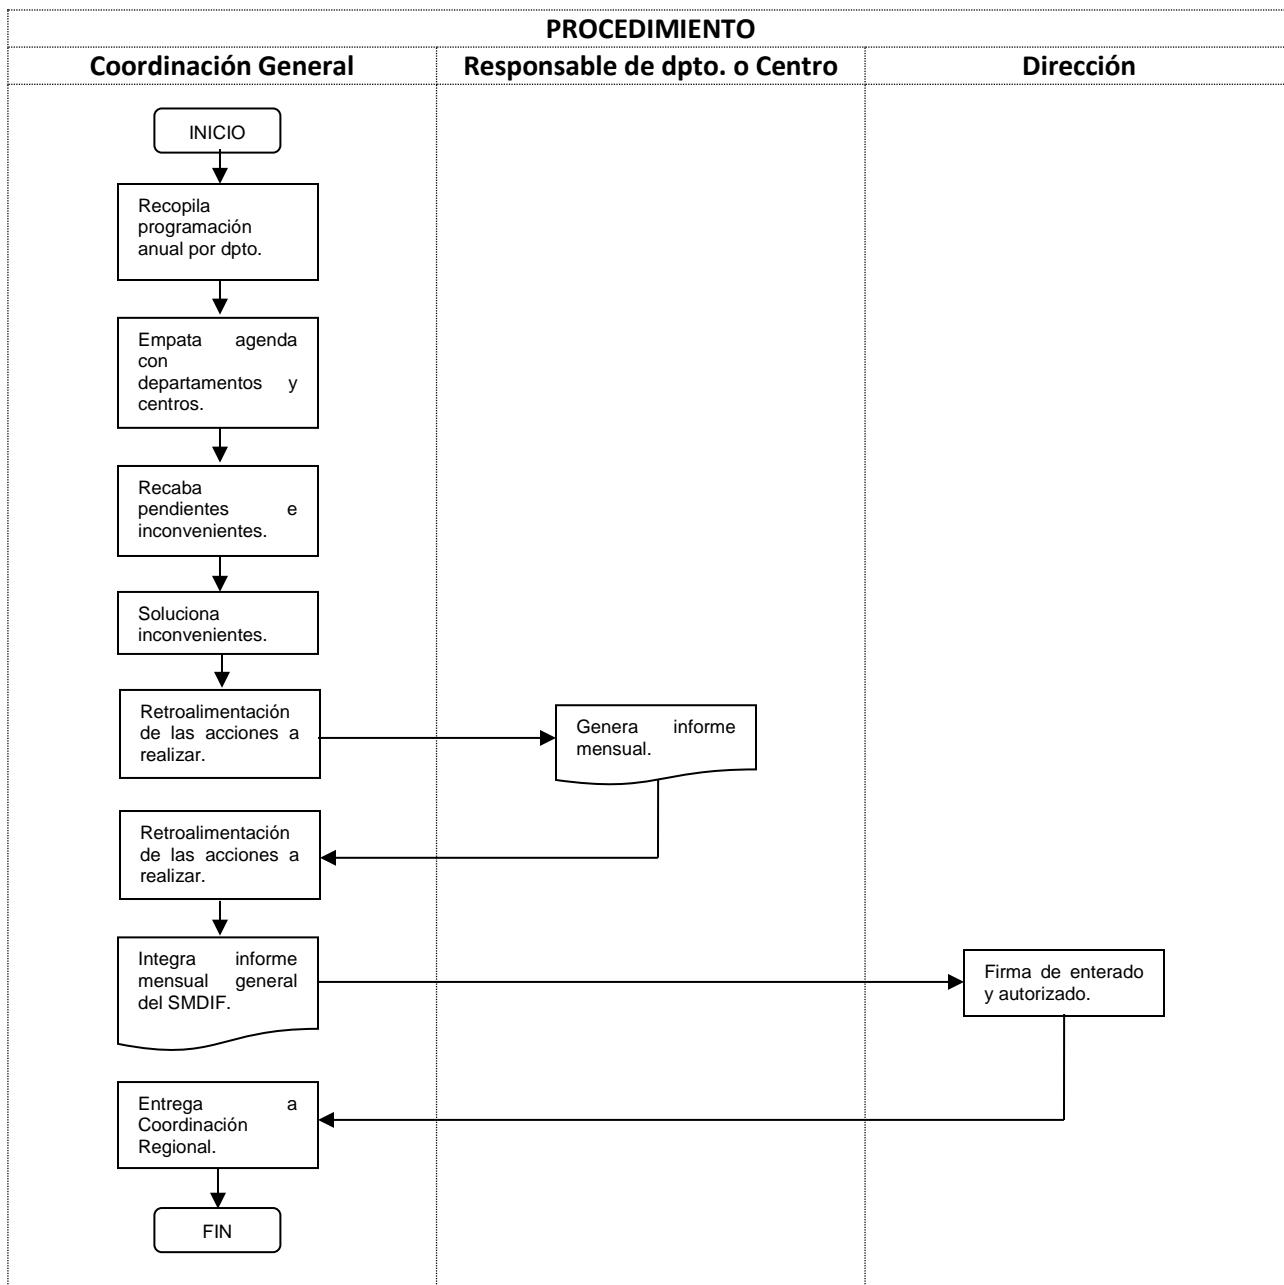 PROCEDIMIENTO
Coordinación General
Responsable de dpto. o Centro
Dirección
INICIO
Recopila
programación
anual por dpto.
Empata agenda
con
departamentos y
centros.
Recaba
pendientes e
inconvenientes.
Soluciona
inconvenientes.
Retroalimentación
de las acciones a
realizar.
Genera informe
mensual.
Retroalimentación
de las acciones a
realizar.
Integra informe
mensual general
del SMDIF.
Firma de enterado
y autorizado.
Entrega a
Coordinación
Regional.
FIN